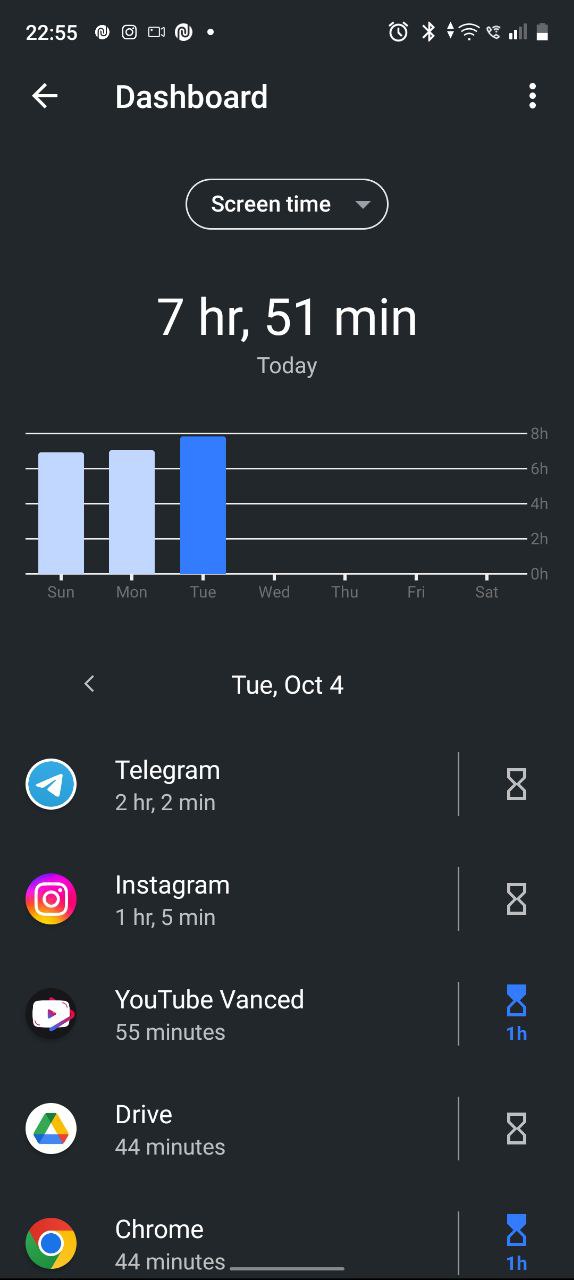 22:55
Dashboard
Screen time
7 hr, 51 min
Today
8h
6h
4h
2h
0h
Sun Mon Tue Wed Thu Fri Sat
Tue, Oct 4
Telegram
2 hr, 2 min
Instagram
1 hr, 5 min
YouTube Vanced
55 minutes
1h
Drive
44 minutes
Chrome
44 minutes
1h